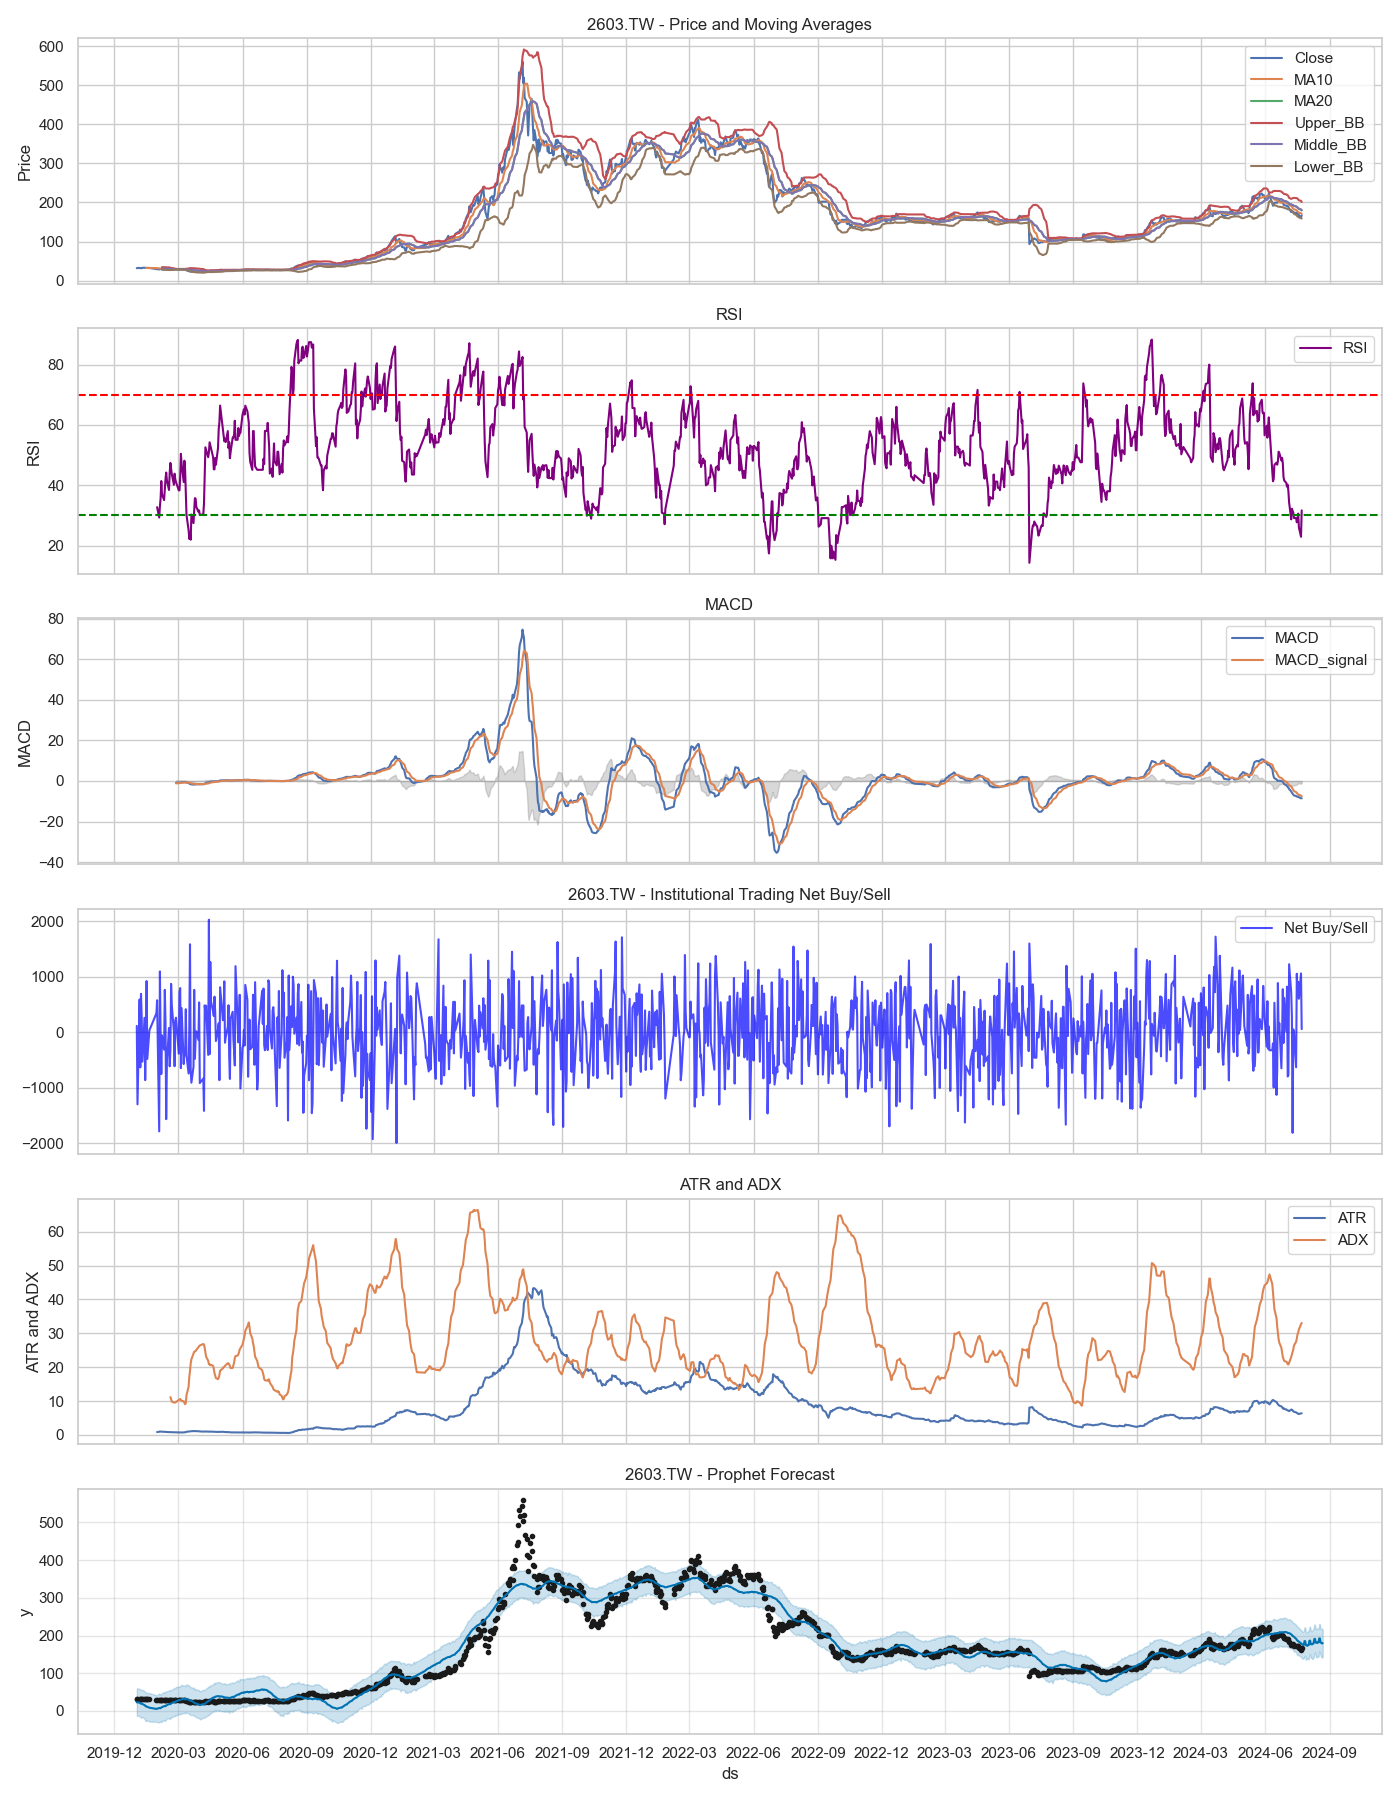 2603.TW - Price and Moving Averages
600
500
400
300
200
100
0
Price
Close
MA10
MA20
Upper_BB
Middle_BB
Lower_BB
RSI
80
60
40
20
RSI
RSI
MACD
80
60
40
20
0
−20
−40
MACD
MACD
MACD_signal
2603.TW - Institutional Trading Net Buy/Sell
2000
1000
0
−1000
−2000
Net Buy/Sell
ATR and ADX
60
50
40
30
20
10
0
ATR and ADX
ATR
ADX
2603.TW - Prophet Forecast
500
400
300
200
100
0
y
2019-12 2020-03 2020-06 2020-09 2020-12 2021-03 2021-06 2021-09 2021-12 2022-03 2022-06 2022-09 2022-12 2023-03 2023-06 2023-09 2023-12 2024-03 2024-06 2024-09
ds